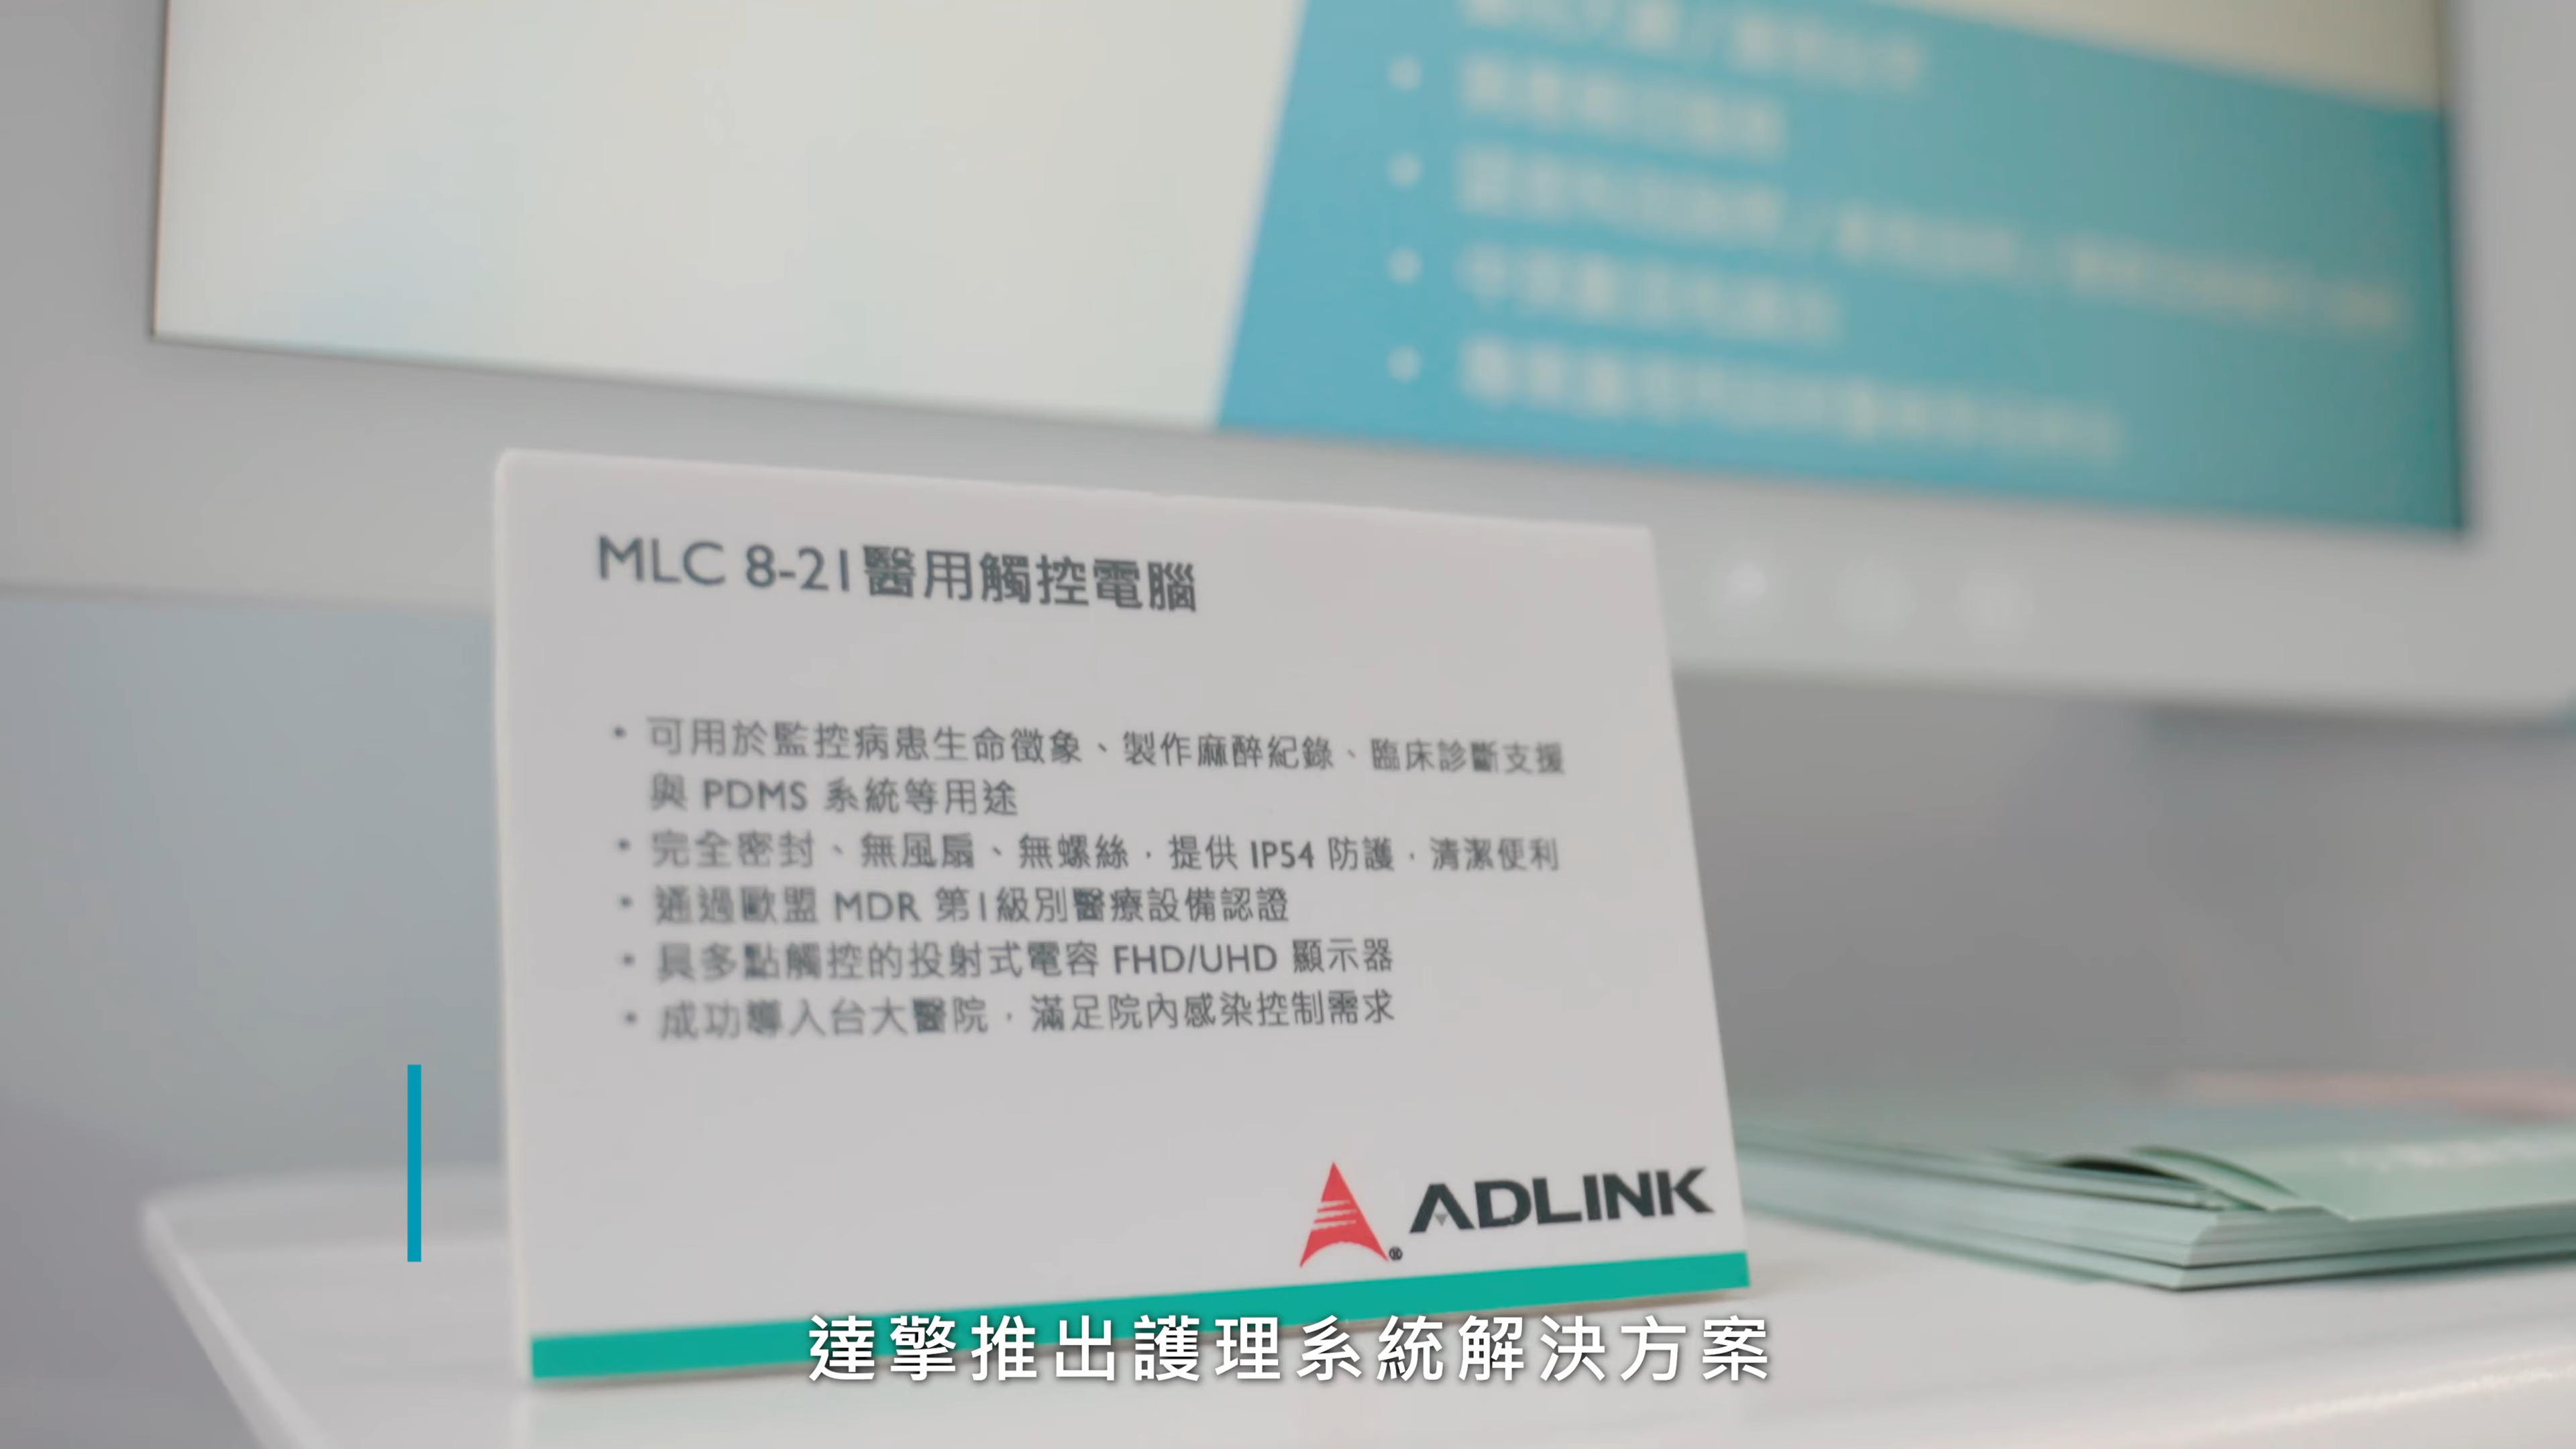 MLC 8-21醫用觸控電腦
• 可用於監控病患生命徵象、製作麻醉紀錄、臨床診斷支援
與 PDMS 系統等用途
• 完全密封、無風扇、無螺絲，提供 IP54 防護，清潔便利
• 通過歐盟 MDR 第1級別醫療設備認證
• 具多點觸控的投射式電容 FHD/UHD 顯示器
• 成功導入台大醫院，滿足院內感染控制需求
ADLINK
達擎推出護理系統解決方案